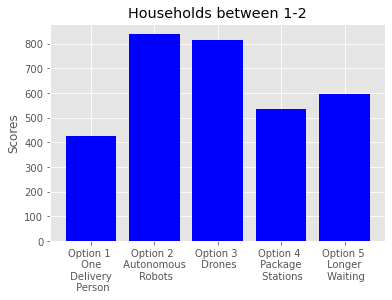 Households between 1-2
Scores
800
700
600
500
400
300
200
100
0
Option 1
One
Delivery
Person
Option 2
Autonomous
Robots
Option 3
Drones
Option 4
Package
Stations
Option 5
Longer
Waiting